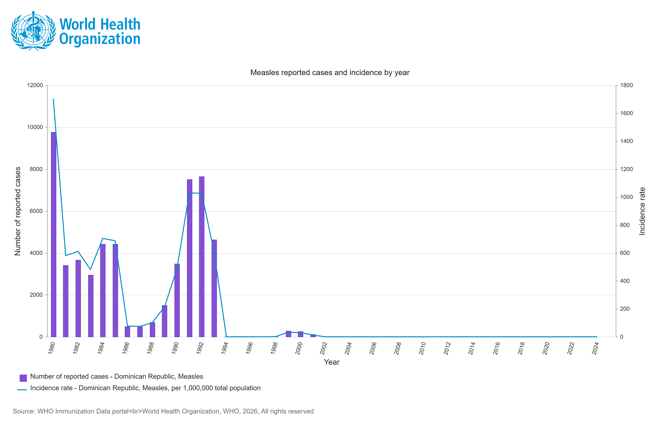 World Health
Organization
Measles reported cases and incidence by year
12000
10000
8000
6000
4000
2000
0
Number of reported cases
1800
1600
1400
1200
1000
800
600
400
200
0
Incidence rate
1980 1982 1984 1986 1988 1990 1992 1994 1996 1998 2000 2002 2004 2006 2008 2010 2012 2014 2016 2018 2020 2022 2024
Year
Number of reported cases - Dominican Republic, Measles
Incidence rate - Dominican Republic, Measles, per 1,000,000 total population
Source: WHO Immunization Data portal<br>World Health Organization, WHO, 2026, All rights reserved